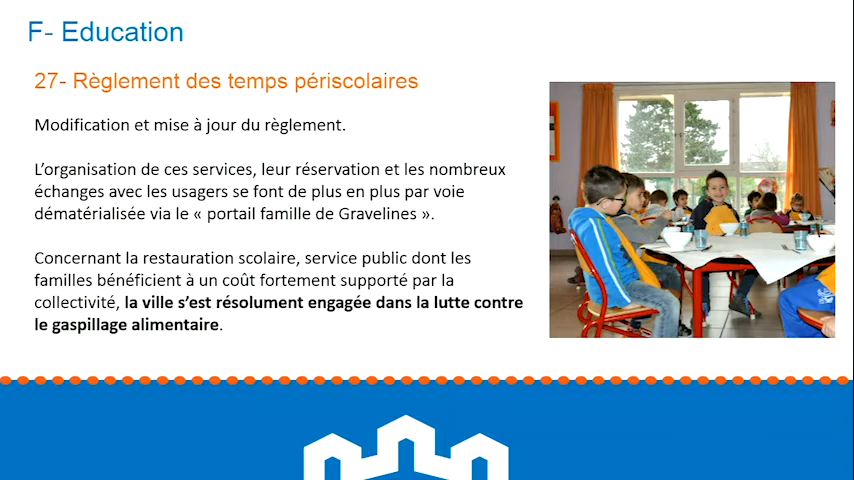 F- Education
27- Règlement des temps périscolaires
Modification et mise à jour du règlement.
L’organisation de ces services, leur réservation et les nombreux
échanges avec les usagers se font de plus en plus par voie
dématérialisée via le « portail famille de Gravelines ».
Concernant la restauration scolaire, service public dont les
familles bénéficient à un coût fortement supporté par la
collectivité, la ville s’est résolument engagée dans la lutte contre
le gaspillage alimentaire.